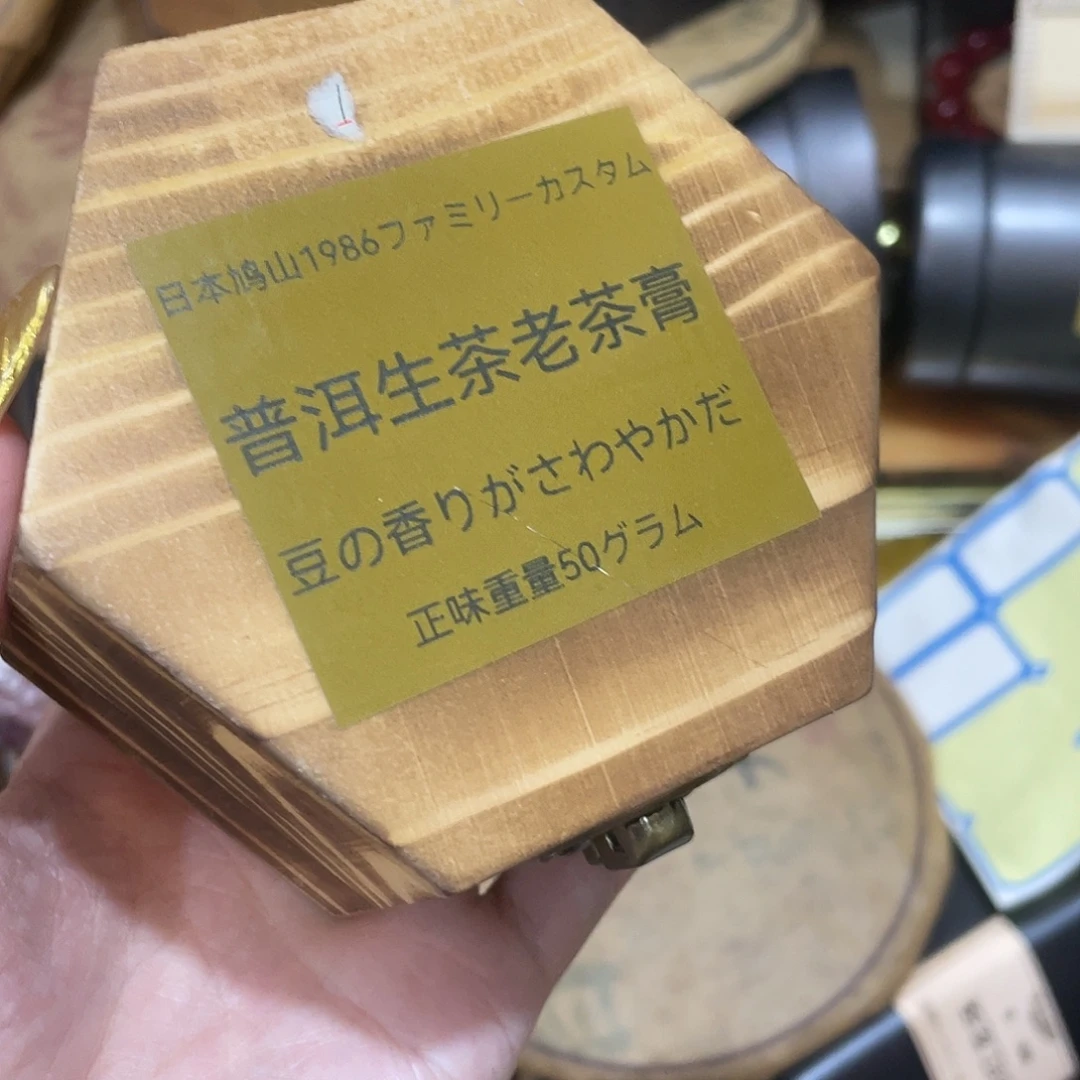 日本鳩山1986ファミリーカスタム
普洱生茶老茶膏
豆の香りがさわやかだ
正味重量50グラム